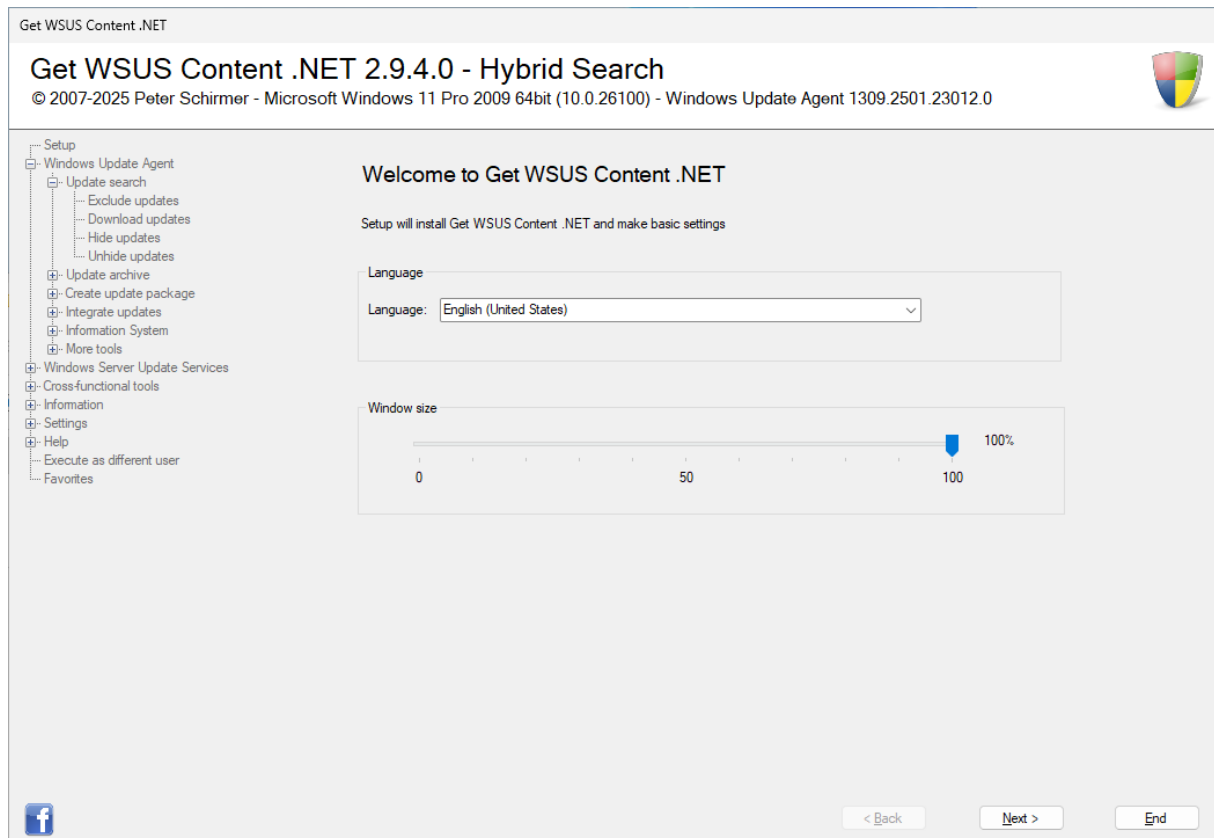 Get WSUS Content .NET
Get WSUS Content .NET 2.9.4.0 - Hybrid Search
© 2007-2025 Peter Schirmer - Microsoft Windows 11 Pro 2009 64bit (10.0.26100) - Windows Update Agent 1309.2501.23012.0
Setup
Windows Update Agent
Update search
Exclude updates
Download updates
Hide updates
Unhide updates
Update archive
Create update package
Integrate updates
Information System
More tools
Windows Server Update Services
Cross-functional tools
Information
Settings
Help
Execute as different user
Favorites
Welcome to Get WSUS Content .NET
Setup will install Get WSUS Content .NET and make basic settings
Language
Language: English (United States)
Window size
100%
0 50 100
f
< Back Next > End